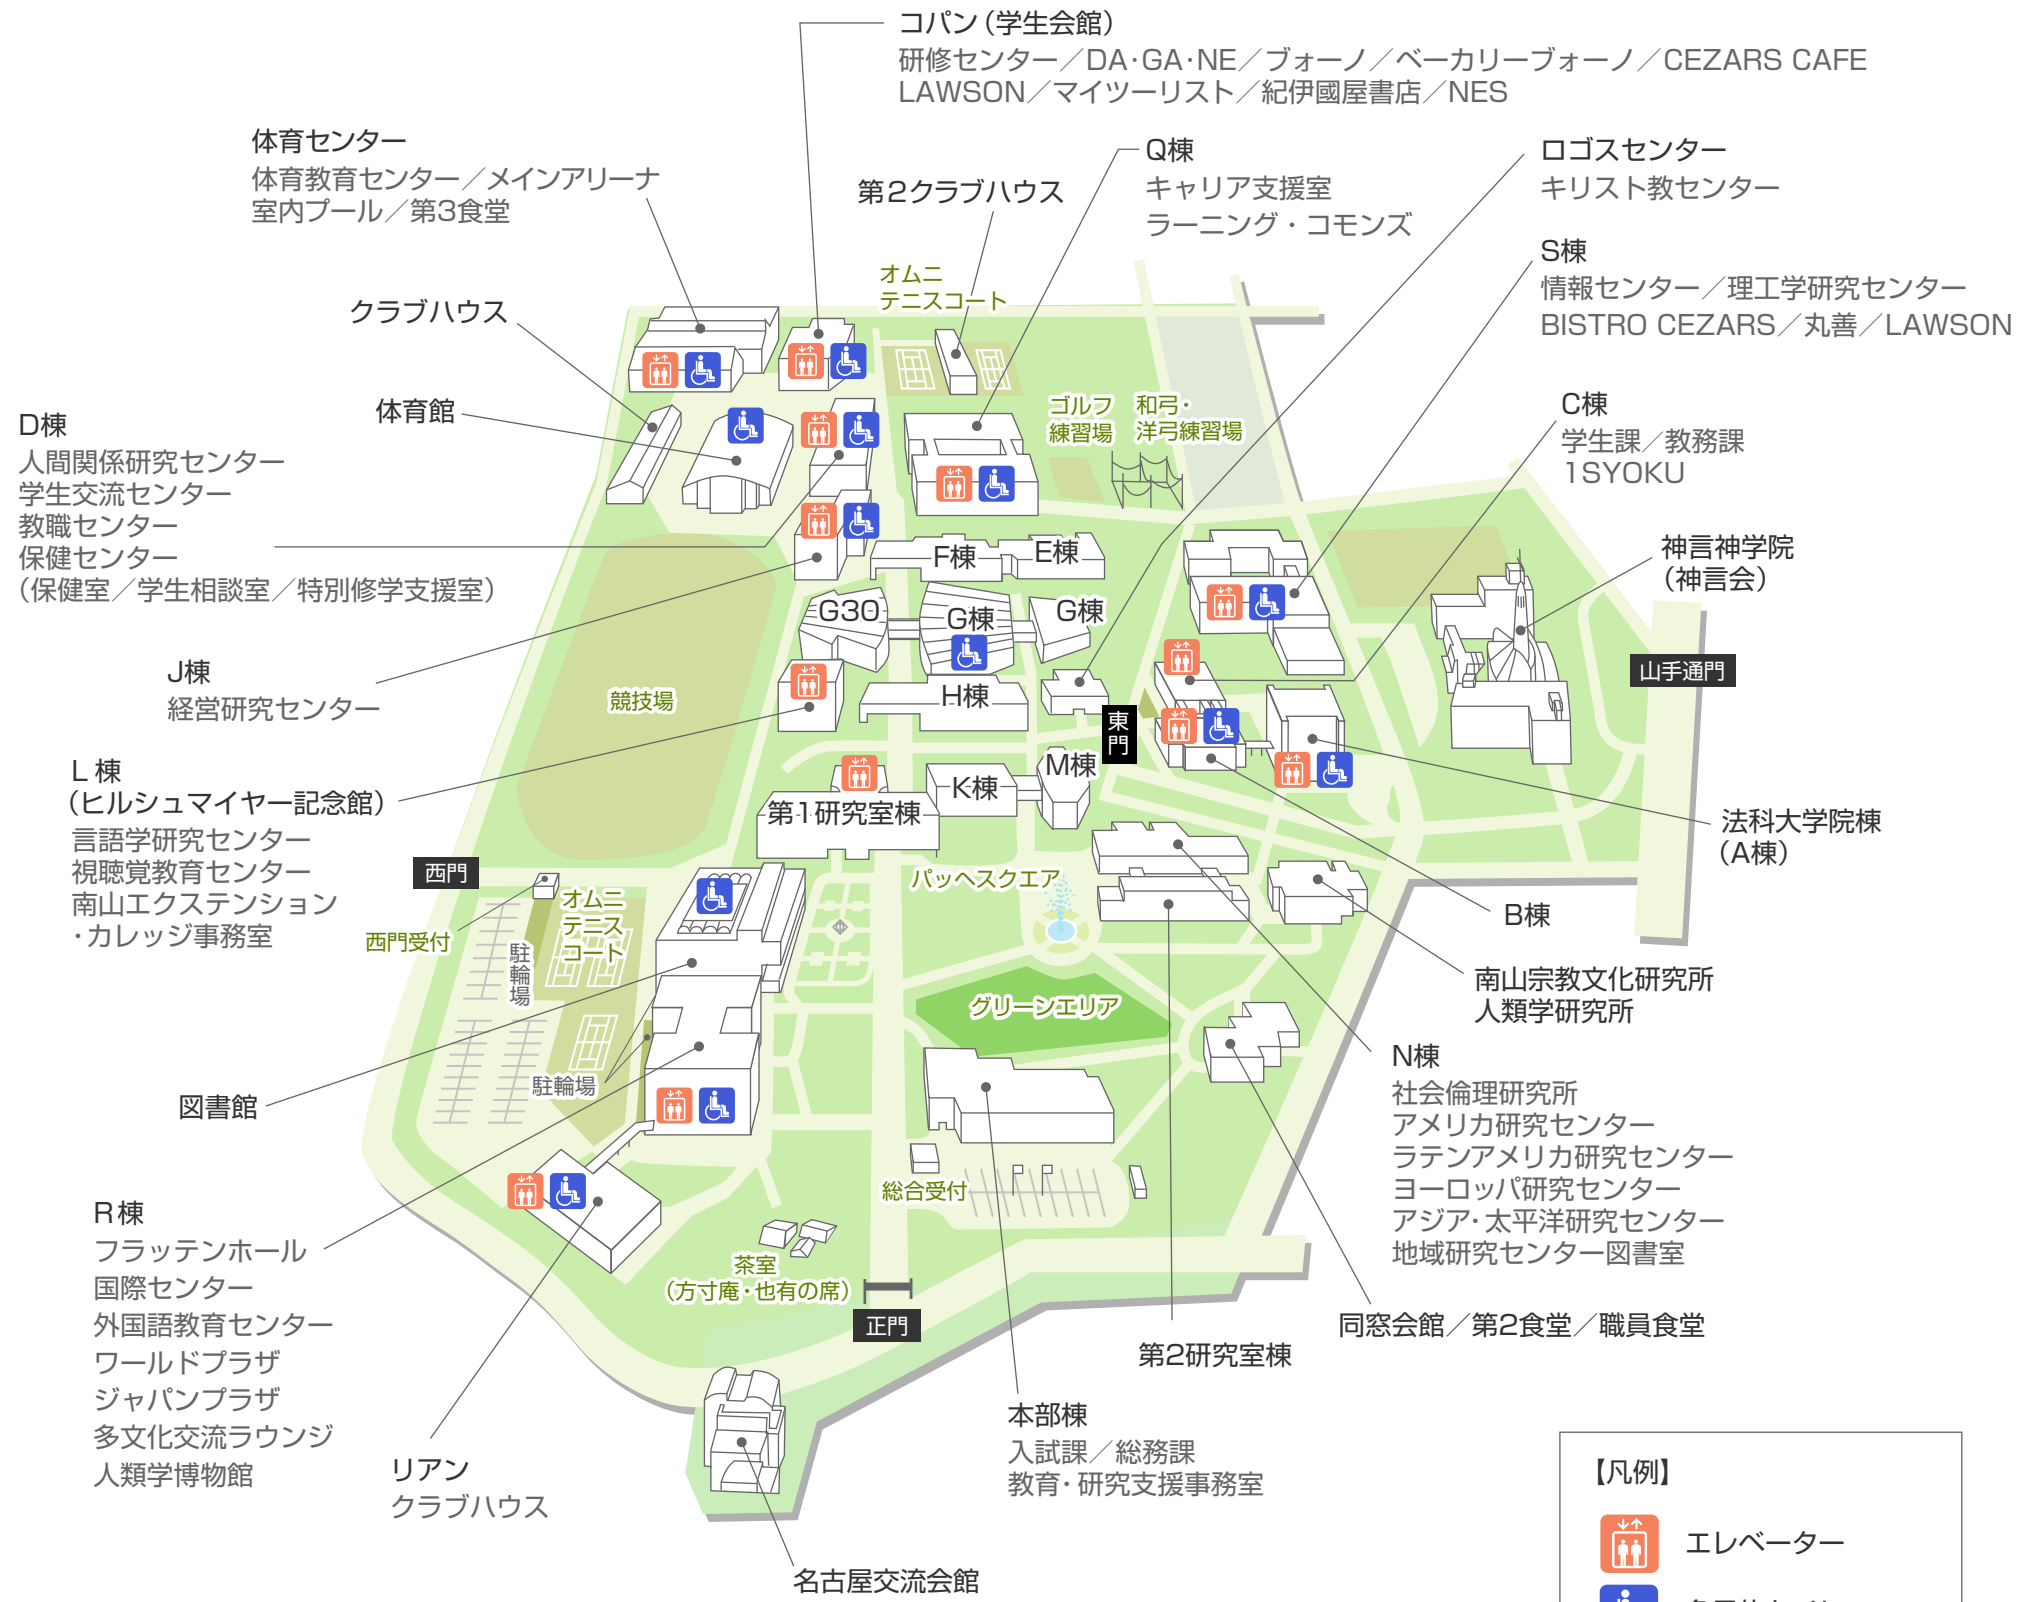 コパン（学生会館）
研修センター／DA･GA･NE／ブォーノ／ベーカリーブォーノ／CEZARS CAFE
LAWSON／マイツーリスト／紀伊國屋書店／NES
体育センター
体育教育センター／メインアリーナ
室内プール／第3食堂
第2クラブハウス
Q棟
キャリア支援室
ラーニング・コモンズ
ロゴスセンター
キリスト教センター
S棟
情報センター／理工学研究センター
BISTRO CEZARS／丸善／LAWSON
オムニ
テニスコート
クラブハウス
体育館
ゴルフ
練習場
和弓・
洋弓練習場
C棟
学生課／教務課
1SYOKU
D棟
人間関係研究センター
学生交流センター
教職センター
保健センター
（保健室／学生相談室／特別修学支援室）
F棟
E棟
神言神学院
（神言会）
G30
G棟
G棟
J棟
経営研究センター
競技場
H棟
山手通門
東門
L 棟
（ヒルシュマイヤー記念館）
言語学研究センター
視聴覚教育センター
南山エクステンション
・カレッジ事務室
M棟
K棟
第1研究室棟
法科大学院棟
（A棟）
西門
西門受付
オムニ
テニス
コート
駐輪場
パッヘスクエア
B棟
南山宗教文化研究所
人類学研究所
グリーンエリア
図書館
駐輪場
N棟
社会倫理研究所
アメリカ研究センター
ラテンアメリカ研究センター
ヨーロッパ研究センター
アジア・太平洋研究センター
地域研究センター図書室
総合受付
R棟
フラッテンホール
国際センター
外国語教育センター
ワールドプラザ
ジャパンプラザ
多文化交流ラウンジ
人類学博物館
茶室
（方寸庵・也有の席）
正門
同窓会館／第2食堂／職員食堂
第2研究室棟
本部棟
入試課／総務課
教育・研究支援事務室
リアン
クラブハウス
名古屋交流会館
【凡例】
エレベーター